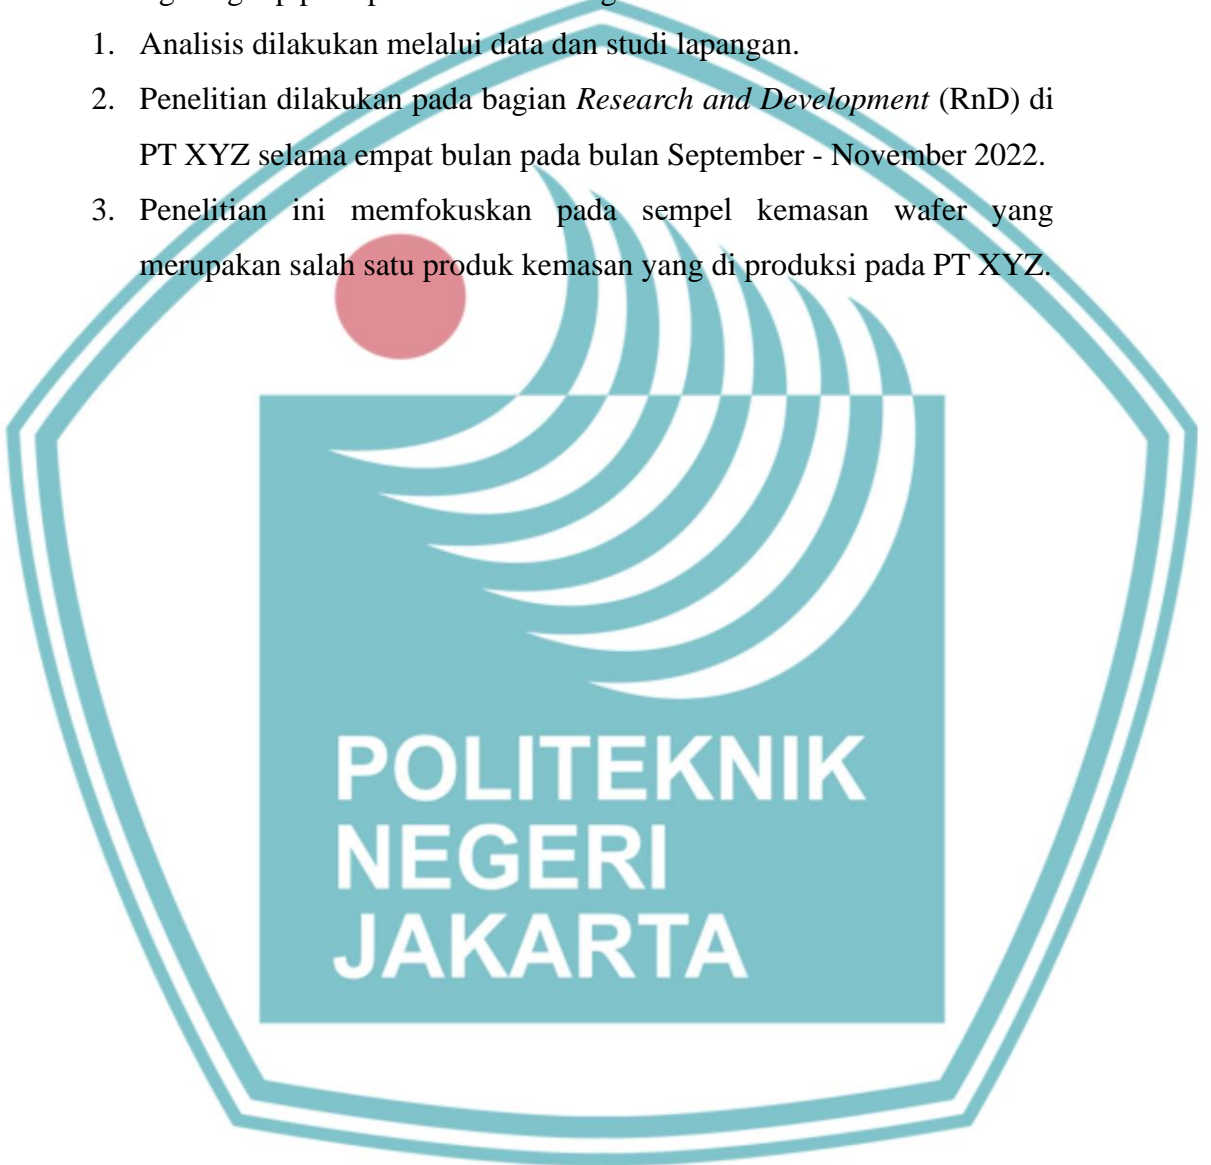 1. Analisis dilakukan melalui data dan studi lapangan.
2. Penelitian dilakukan pada bagian Research and Development (RnD) di
PT XYZ selama empat bulan pada bulan September - November 2022.
3. Penelitian ini memfokuskan pada sempel kemasan wafer yang
merupakan salah satu produk kemasan yang di produksi pada PT XYZ.
POLITEKNIK
NEGERI
JAKARTA